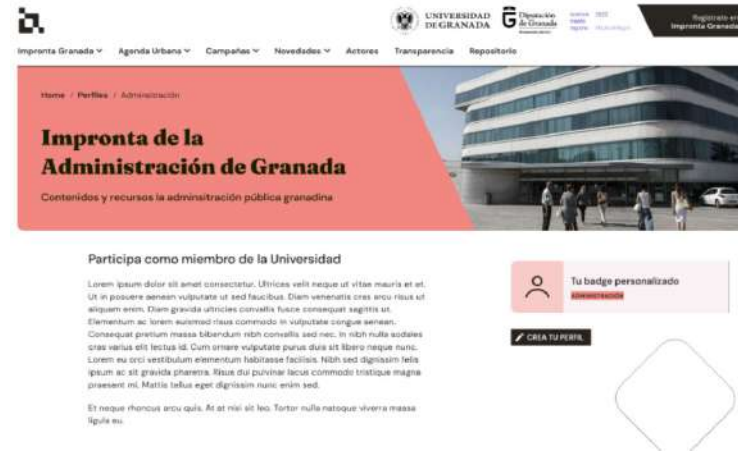 UNIVERSIDAD
DE GRANADA
Diputación
de Granada
Regístrate en
Impronta Granada
Impronta Granada
Agenda Urbana
Campañas
Novedades
Actores
Transparencia
Repositorio
Home / Perfiles / Administración
Impronta de la
Administración de Granada
Contenidos y recursos la adminsitración pública granadina
Participa como miembro de la Universidad
Lorem ipsum dolor sit amet consectetur. Ultrices velit neque ut vitae mauris et et.
Ut in posuere aenean vulputate ut sed faucibus. Diam venenatis cras arcu risus ut
aliquam enim. Diam gravida ultricies convallis fusce consequat sagittis ut.
Elementum ac lorem euismod risus commodo in vulputate congue aenean.
Consequat pretium massa bibendum nibh convallis sed nec. In nibh nulla sodales
cras varius elit lectus id. Cum ornare vulputate purus duis sit libero neque nunc.
Lorem eu orci vestibulum elementum habitasse facilisis. Nibh sed dignissim felis
ipsum ac sit gravida pharetra. Risus dui pulvinar lacus commodo tristique magna
praesent mi. Mattis tellus eget dignissim nunc enim sed.
Et neque rhoncus arcu quis. At at nisi sit leo. Tortor nulla natoque viverra massa
ligula eu.
Tu badge personalizado
ADMINISTRACIÓN
CREA TU PERFIL